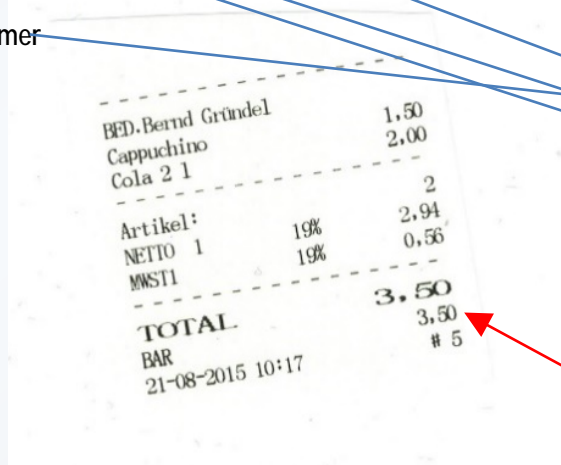 mer
BED.Bernd Gründel
Cappuchino 1,50
Cola 2 l 2,00
Artikel: 2
NETTO 1 19% 2,94
MWST1 19% 0,56
TOTAL 3,50
BAR 3,50
21-08-2015 10:17 # 5